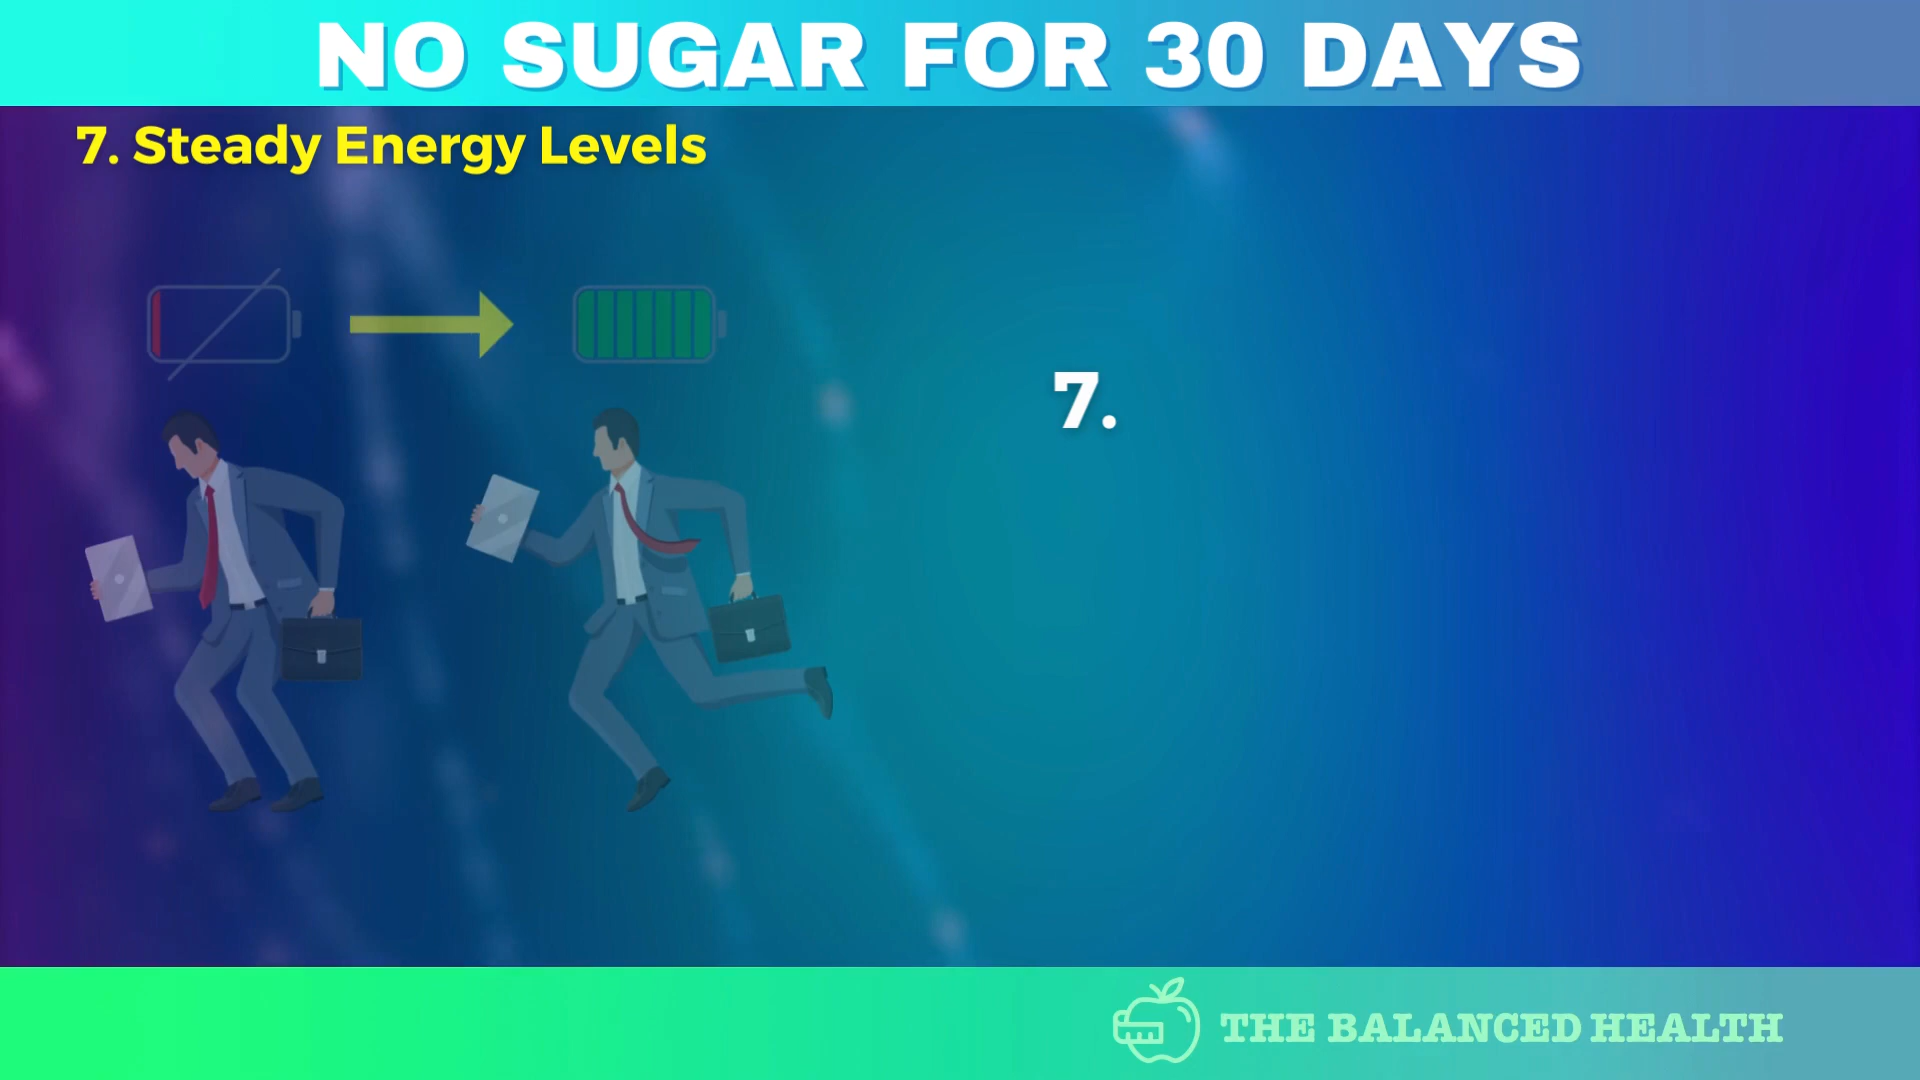 NO SUGAR FOR 30 DAYS
7. Steady Energy Levels
7.
THE BALANCED HEALTH